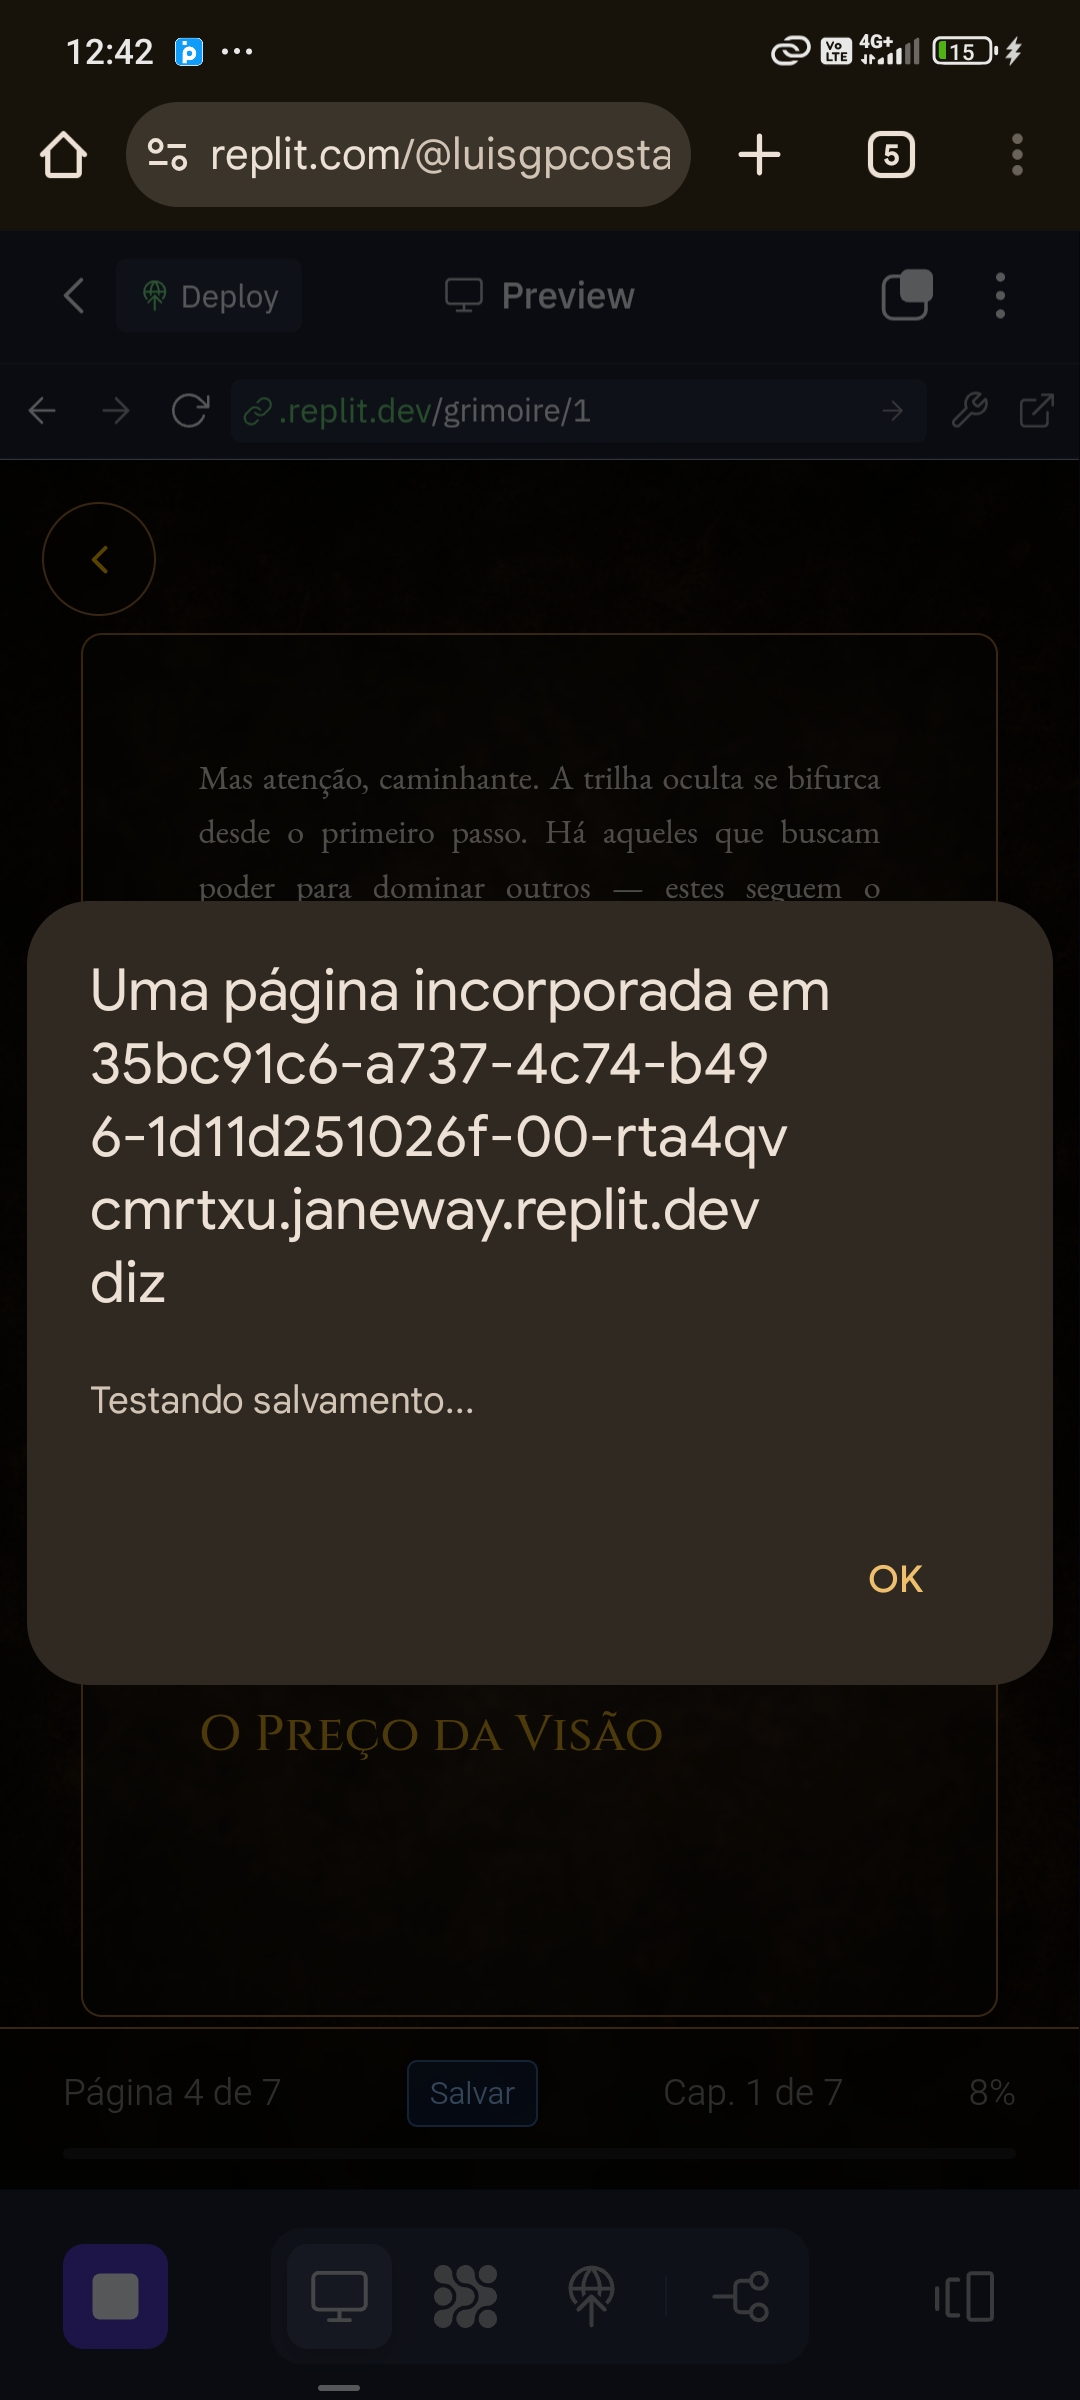 12:42
Vo LTE
4G+
15
replit.com/@luisgpcosta
5
Deploy
Preview
.replit.dev/grimoire/1
Mas atenção, caminhante. A trilha oculta se bifurca
desde o primeiro passo. Há aqueles que buscam
poder para dominar outros — estes seguem o
Uma página incorporada em
35bc91c6-a737-4c74-b49
6-1d11d251026f-00-rta4qv
cmrtxu.janeway.replit.dev
diz
Testando salvamento...
OK
O Preço da Visão
Página 4 de 7
Salvar
Cap. 1 de 7
8%